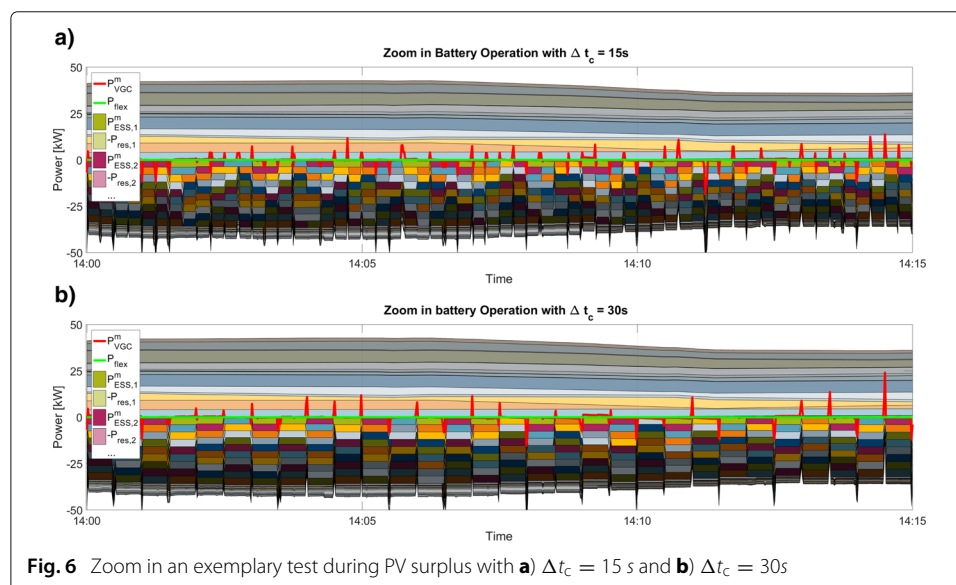 a)
Zoom in Battery Operation with Δ t_c = 15s
Power [kW]
50
25
0
-25
-50
P^m_VGC
P_flex
P^m_ESS,1
-P_res,1
P^m_ESS,2
-P_res,2
...
14:00 14:05 14:10 14:15
Time
b)
Zoom in battery Operation with Δ t_c = 30s
Power [kW]
50
25
0
-25
-50
P^m_VGC
P_flex
P^m_ESS,1
-P_res,1
P^m_ESS,2
-P_res,2
...
14:00 14:05 14:10 14:15
Time
Fig. 6 Zoom in an exemplary test during PV surplus with a) Δt_C = 15 s and b) Δt_C = 30s